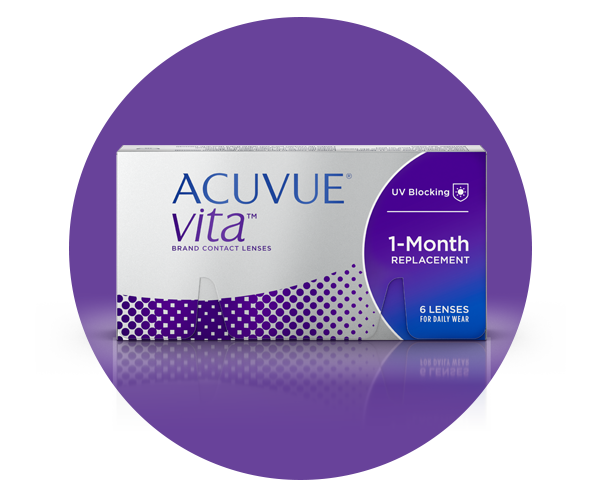 ACUVUE®
vita™
BRAND CONTACT LENSES
UV Blocking
1-Month
REPLACEMENT
6 LENSES
FOR DAILY WEAR